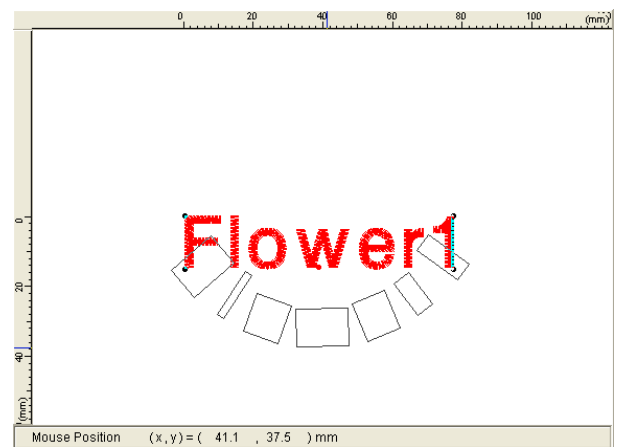 0 20 40 60 80 100 (mm)
0
Flower1
20
40
(mm)
Mouse Position (x,y)=( 41.1 , 37.5 ) mm